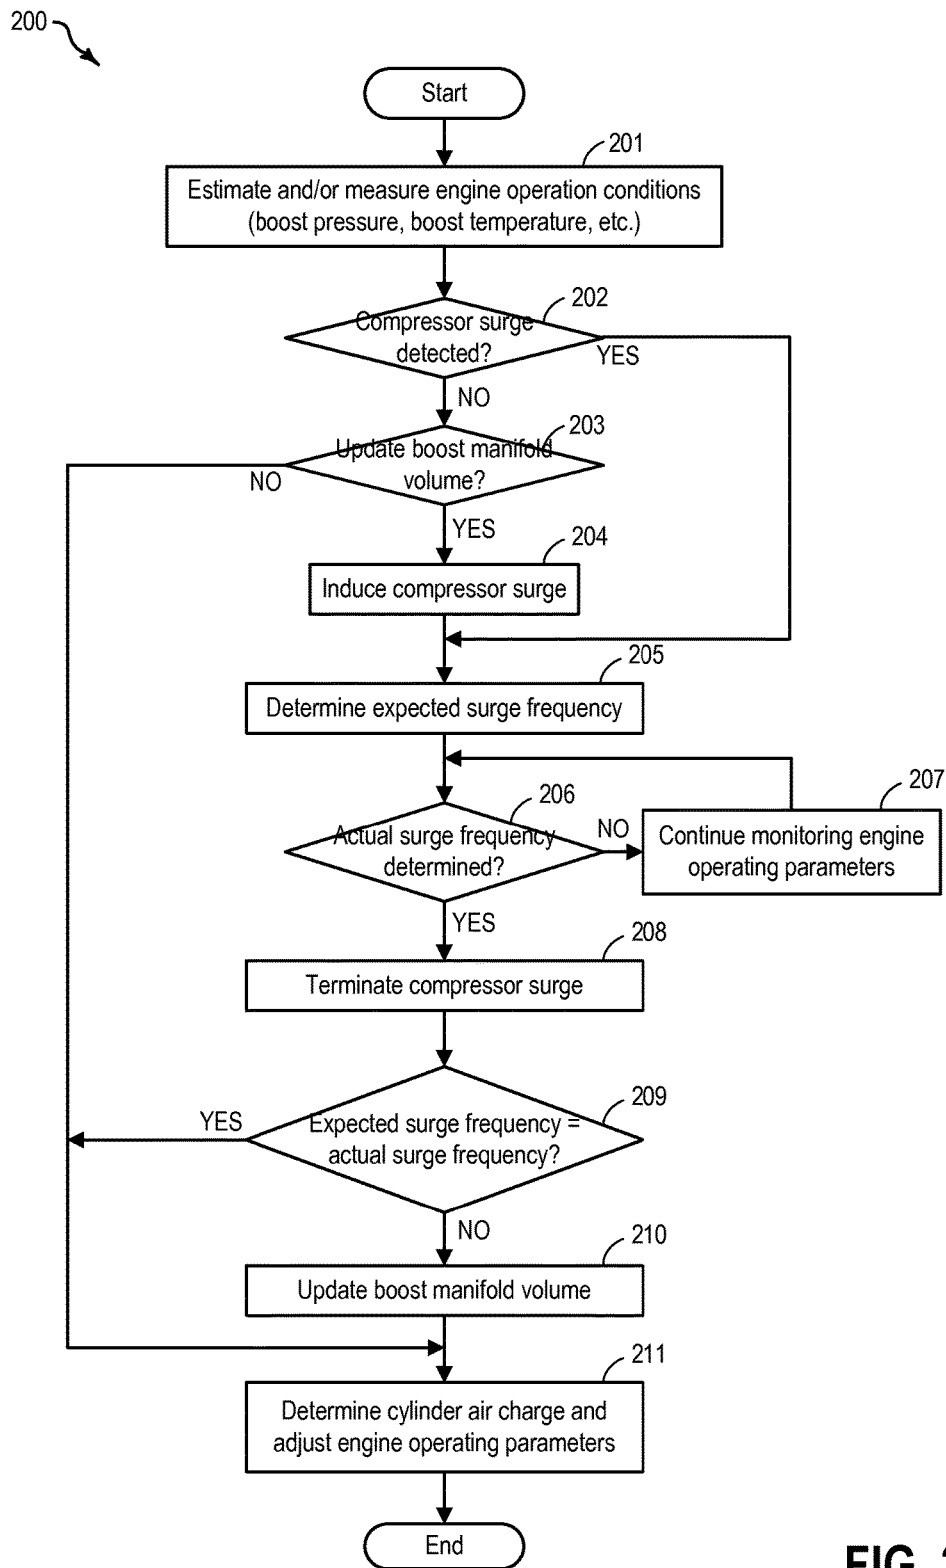 200
Start
201
Estimate and/or measure engine operation conditions
(boost pressure, boost temperature, etc.)
202
Compressor surge
detected?
YES
NO
203
Update boost manifold
volume?
NO
YES
204
Induce compressor surge
205
Determine expected surge frequency
206
Actual surge frequency
determined?
NO
207
Continue monitoring engine
operating parameters
YES
208
Terminate compressor surge
209
Expected surge frequency =
actual surge frequency?
YES
NO
210
Update boost manifold volume
211
Determine cylinder air charge and
adjust engine operating parameters
End
FIG.